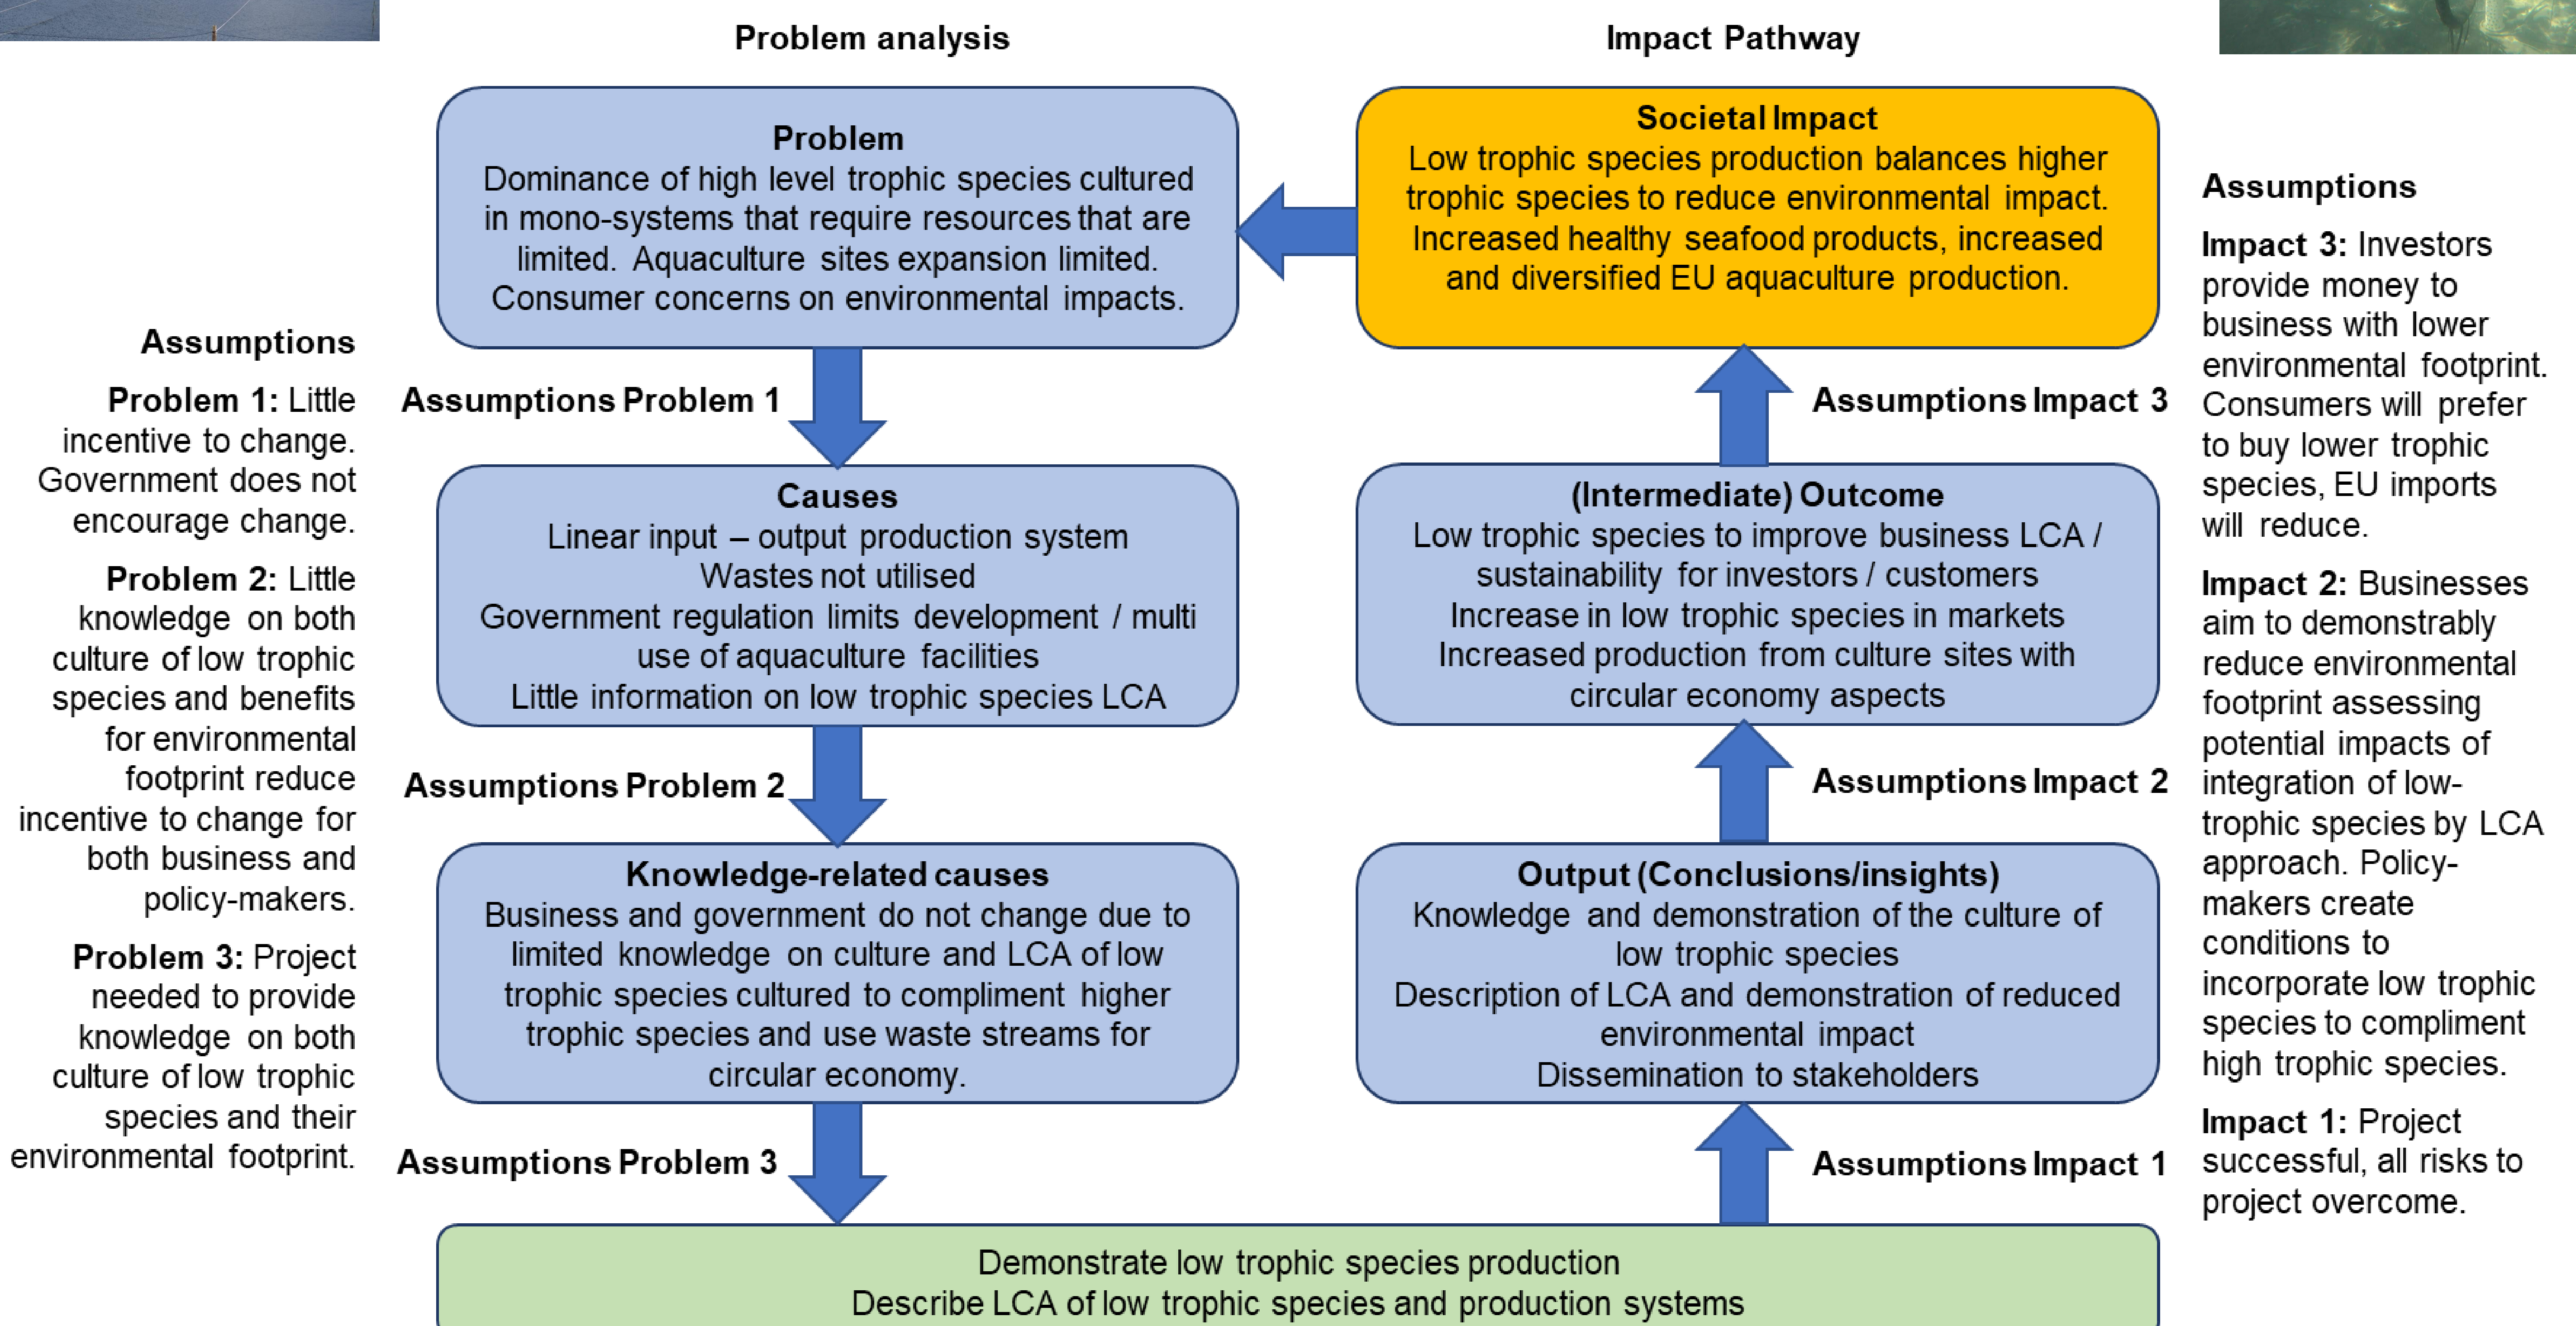 Problem analysis
Impact Pathway
Problem
Dominance of high level trophic species cultured
in mono-systems that require resources that are
limited. Aquaculture sites expansion limited.
Consumer concerns on environmental impacts.
Societal Impact
Low trophic species production balances higher
trophic species to reduce environmental impact.
Increased healthy seafood products, increased
and diversified EU aquaculture production.
Assumptions
Problem 1: Little
incentive to change.
Government does not
encourage change.
Problem 2: Little
knowledge on both
culture of low trophic
species and benefits
for environmental
footprint reduce
incentive to change for
both business and
policy-makers.
Problem 3: Project
needed to provide
knowledge on both
culture of low trophic
species and their
environmental footprint.
Assumptions Problem 1
Causes
Linear input – output production system
Wastes not utilised
Government regulation limits development / multi
use of aquaculture facilities
Little information on low trophic species LCA
Assumptions Problem 2
Knowledge-related causes
Business and government do not change due to
limited knowledge on culture and LCA of low
trophic species cultured to compliment higher
trophic species and use waste streams for
circular economy.
Assumptions Problem 3
Assumptions Impact 3
(Intermediate) Outcome
Low trophic species to improve business LCA /
sustainability for investors / customers
Increase in low trophic species in markets
Increased production from culture sites with
circular economy aspects
Assumptions Impact 2
Output (Conclusions/insights)
Knowledge and demonstration of the culture of
low trophic species
Description of LCA and demonstration of reduced
environmental impact
Dissemination to stakeholders
Assumptions Impact 1
Assumptions
Impact 3: Investors
provide money to
business with lower
environmental footprint.
Consumers will prefer
to buy lower trophic
species, EU imports
will reduce.
Impact 2: Businesses
aim to demonstrably
reduce environmental
footprint assessing
potential impacts of
integration of low-
trophic species by LCA
approach. Policy-
makers create
conditions to
incorporate low trophic
species to compliment
high trophic species.
Impact 1: Project
successful, all risks to
project overcome.
Demonstrate low trophic species production
Describe LCA of low trophic species and production systems